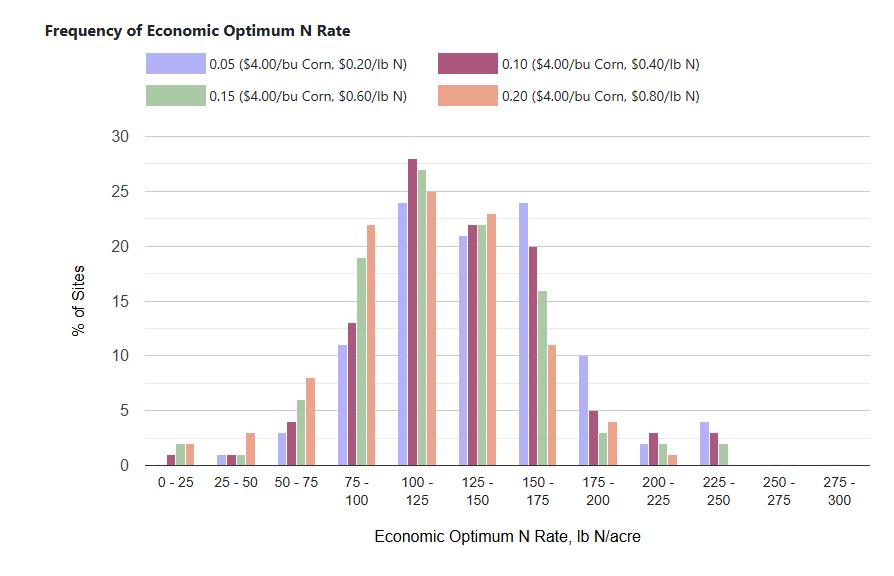 Frequency of Economic Optimum N Rate
0.05 ($4.00/bu Corn, $0.20/lb N) 0.10 ($4.00/bu Corn, $0.40/lb N)
0.15 ($4.00/bu Corn, $0.60/lb N) 0.20 ($4.00/bu Corn, $0.80/lb N)
30
25
20
15
10
5
0
% of Sites
0 - 25 25 - 50 50 - 75 75 - 100 - 125 - 150 - 175 - 200 - 225 - 250 - 275 -
100 125 150 175 200 225 250 275 300
Economic Optimum N Rate, lb N/acre